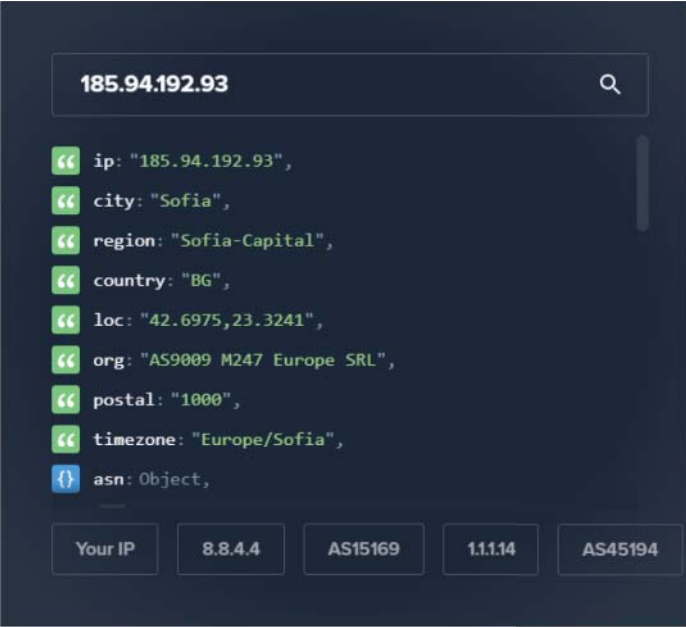 185.94.192.93
ip: "185.94.192.93",
city: "Sofia",
region: "Sofia-Capital",
country: "BG",
loc: "42.6975,23.3241",
org: "AS9009 M247 Europe SRL",
postal: "1000",
timezone: "Europe/Sofia",
{} asn: Object,
Your IP 8.8.4.4 AS15169 1.1.1.14 AS45194